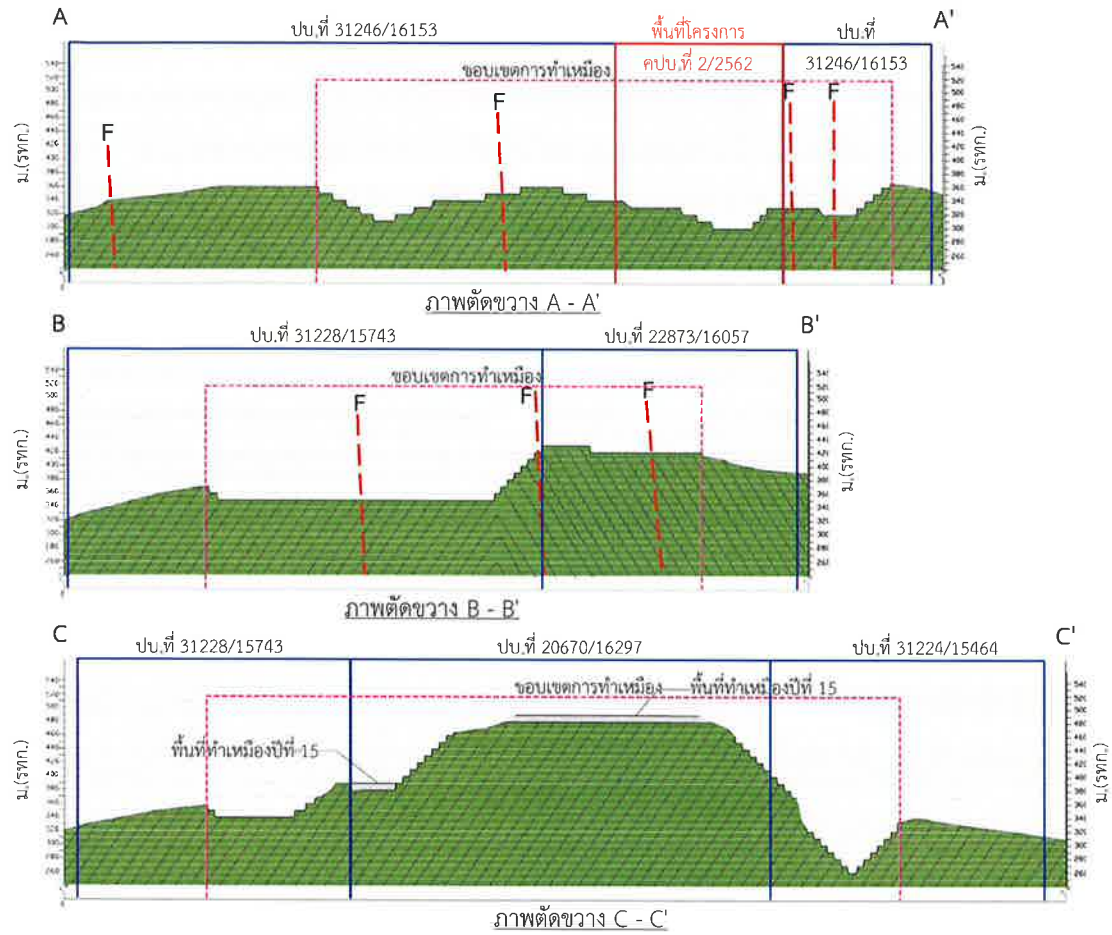 A
ปบ.ที่ 31246/16153
พื้นที่โครงการ
คปบ.ที่ 2/2562
ปบ.ที่
31246/16153
A'
ขอบเขตการทำเหมือง
F
F
F
F
ม.(รทก.)
ม.(รทก.)
ภาพตัดขวาง A - A'
B
ปบ.ที่ 31228/15743
ปบ.ที่ 22873/16057
B'
ขอบเขตการทำเหมือง
F
F
F
ม.(รทก.)
ม.(รทก.)
ภาพตัดขวาง B - B'
C
ปบ.ที่ 31228/15743
ปบ.ที่ 20670/16297
ปบ.ที่ 31224/15464
C'
ขอบเขตการทำเหมือง
พื้นที่ทำเหมืองปีที่ 15
พื้นที่ทำเหมืองปีที่ 15
ม.(รทก.)
ม.(รทก.)
ภาพตัดขวาง C - C'